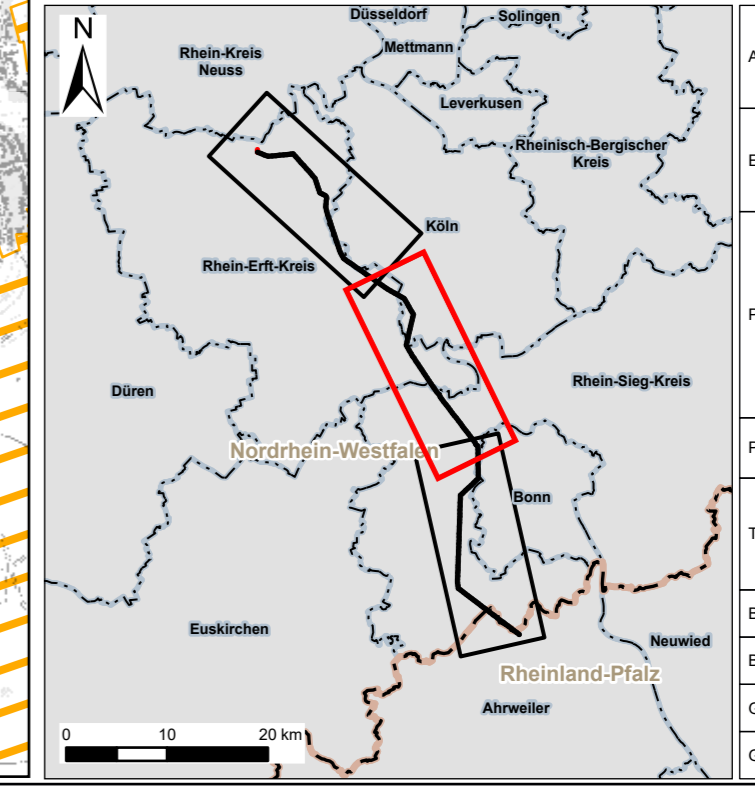 N
Düsseldorf
Solingen
Rhein-Kreis
Neuss
Mettmann
Leverkusen
Rheinisch-Bergischer
Kreis
Köln
Rhein-Erft-Kreis
Düren
Rhein-Sieg-Kreis
Nordrhein-Westfalen
Bonn
Euskirchen
Neuwied
Rheinland-Pfalz
Ahrweiler
0 10 20 km